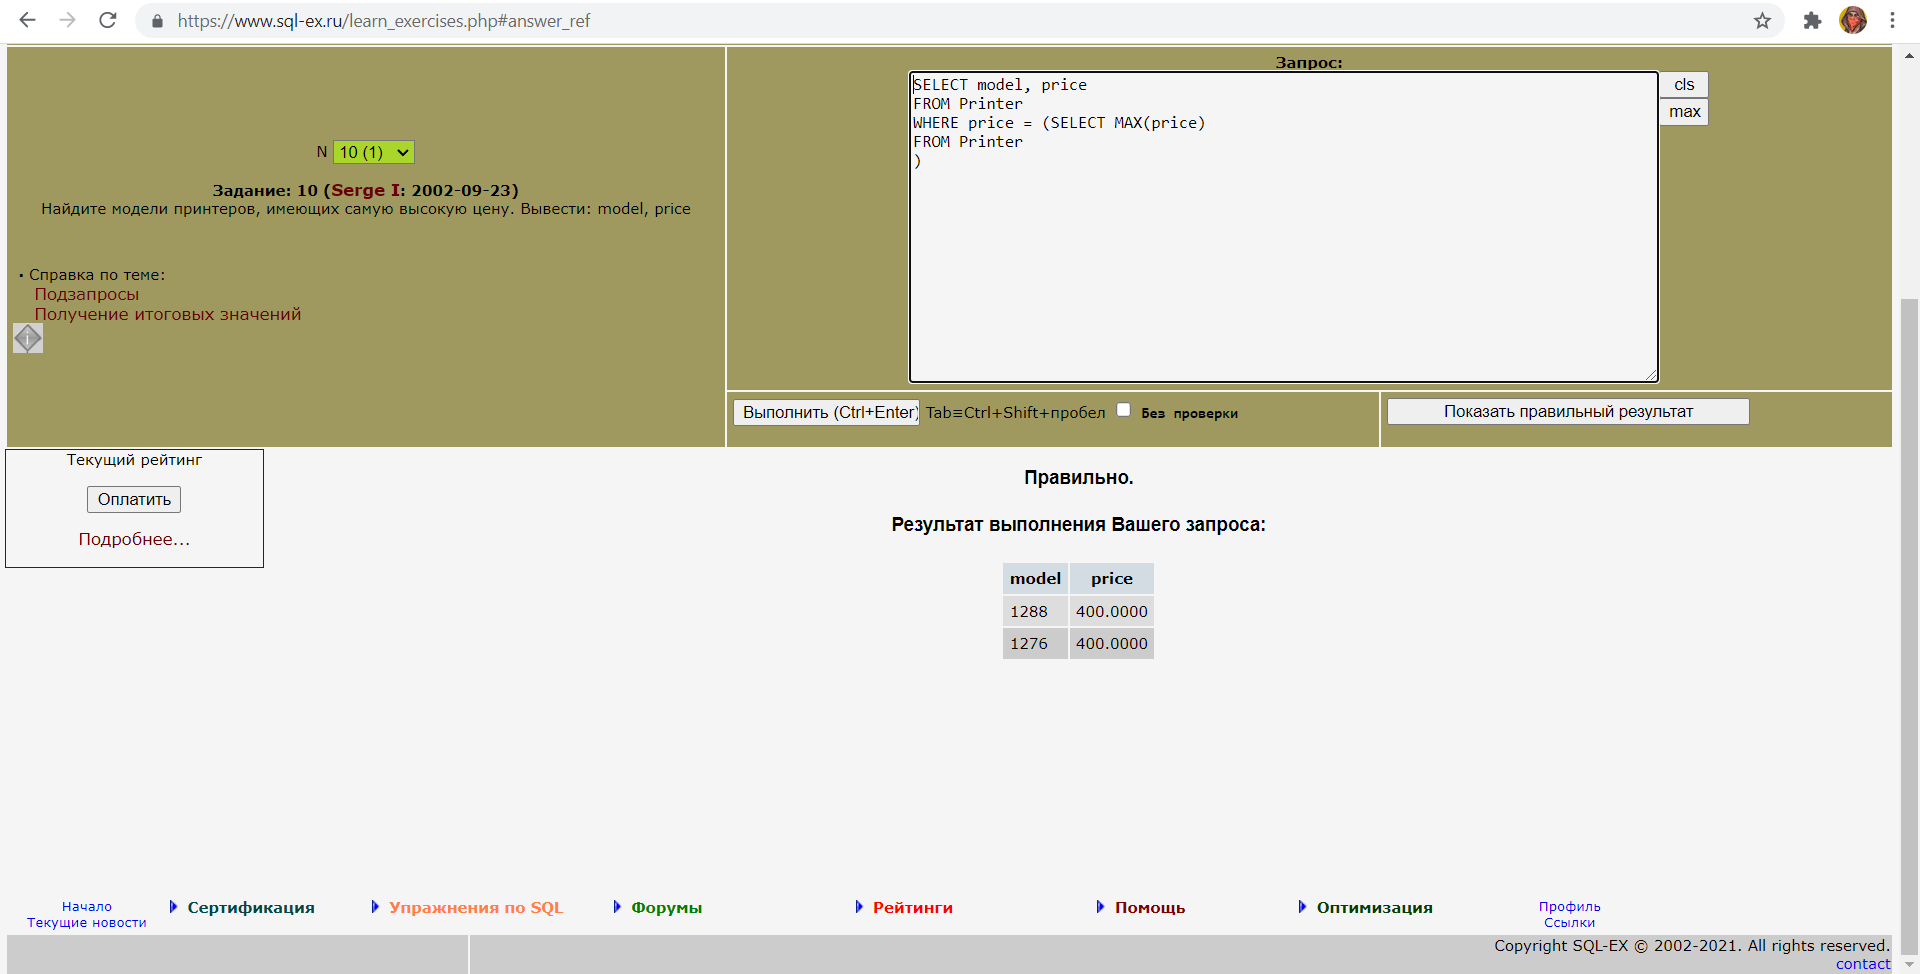 https://www.sql-ex.ru/learn_exercises.php#answer_ref
N 10 (1)
Задание: 10 (Serge I: 2002-09-23)
Найдите модели принтеров, имеющих самую высокую цену. Вывести: model, price
· Справка по теме:
Подзапросы
Получение итоговых значений
Запрос:
SELECT model, price
FROM Printer
WHERE price = (SELECT MAX(price)
FROM Printer
)
cls
max
Выполнить (Ctrl+Enter) Tab≡Ctrl+Shift+пробел Без проверки
Показать правильный результат
Текущий рейтинг
Оплатить
Подробнее...
Правильно.
Результат выполнения Вашего запроса:
model price
1288 400.0000
1276 400.0000
Начало
Текущие новости
Сертификация
Упражнения по SQL
Форумы
Рейтинги
Помощь
Оптимизация
Профиль
Ссылки
Copyright SQL-EX © 2002-2021. All rights reserved.
contact